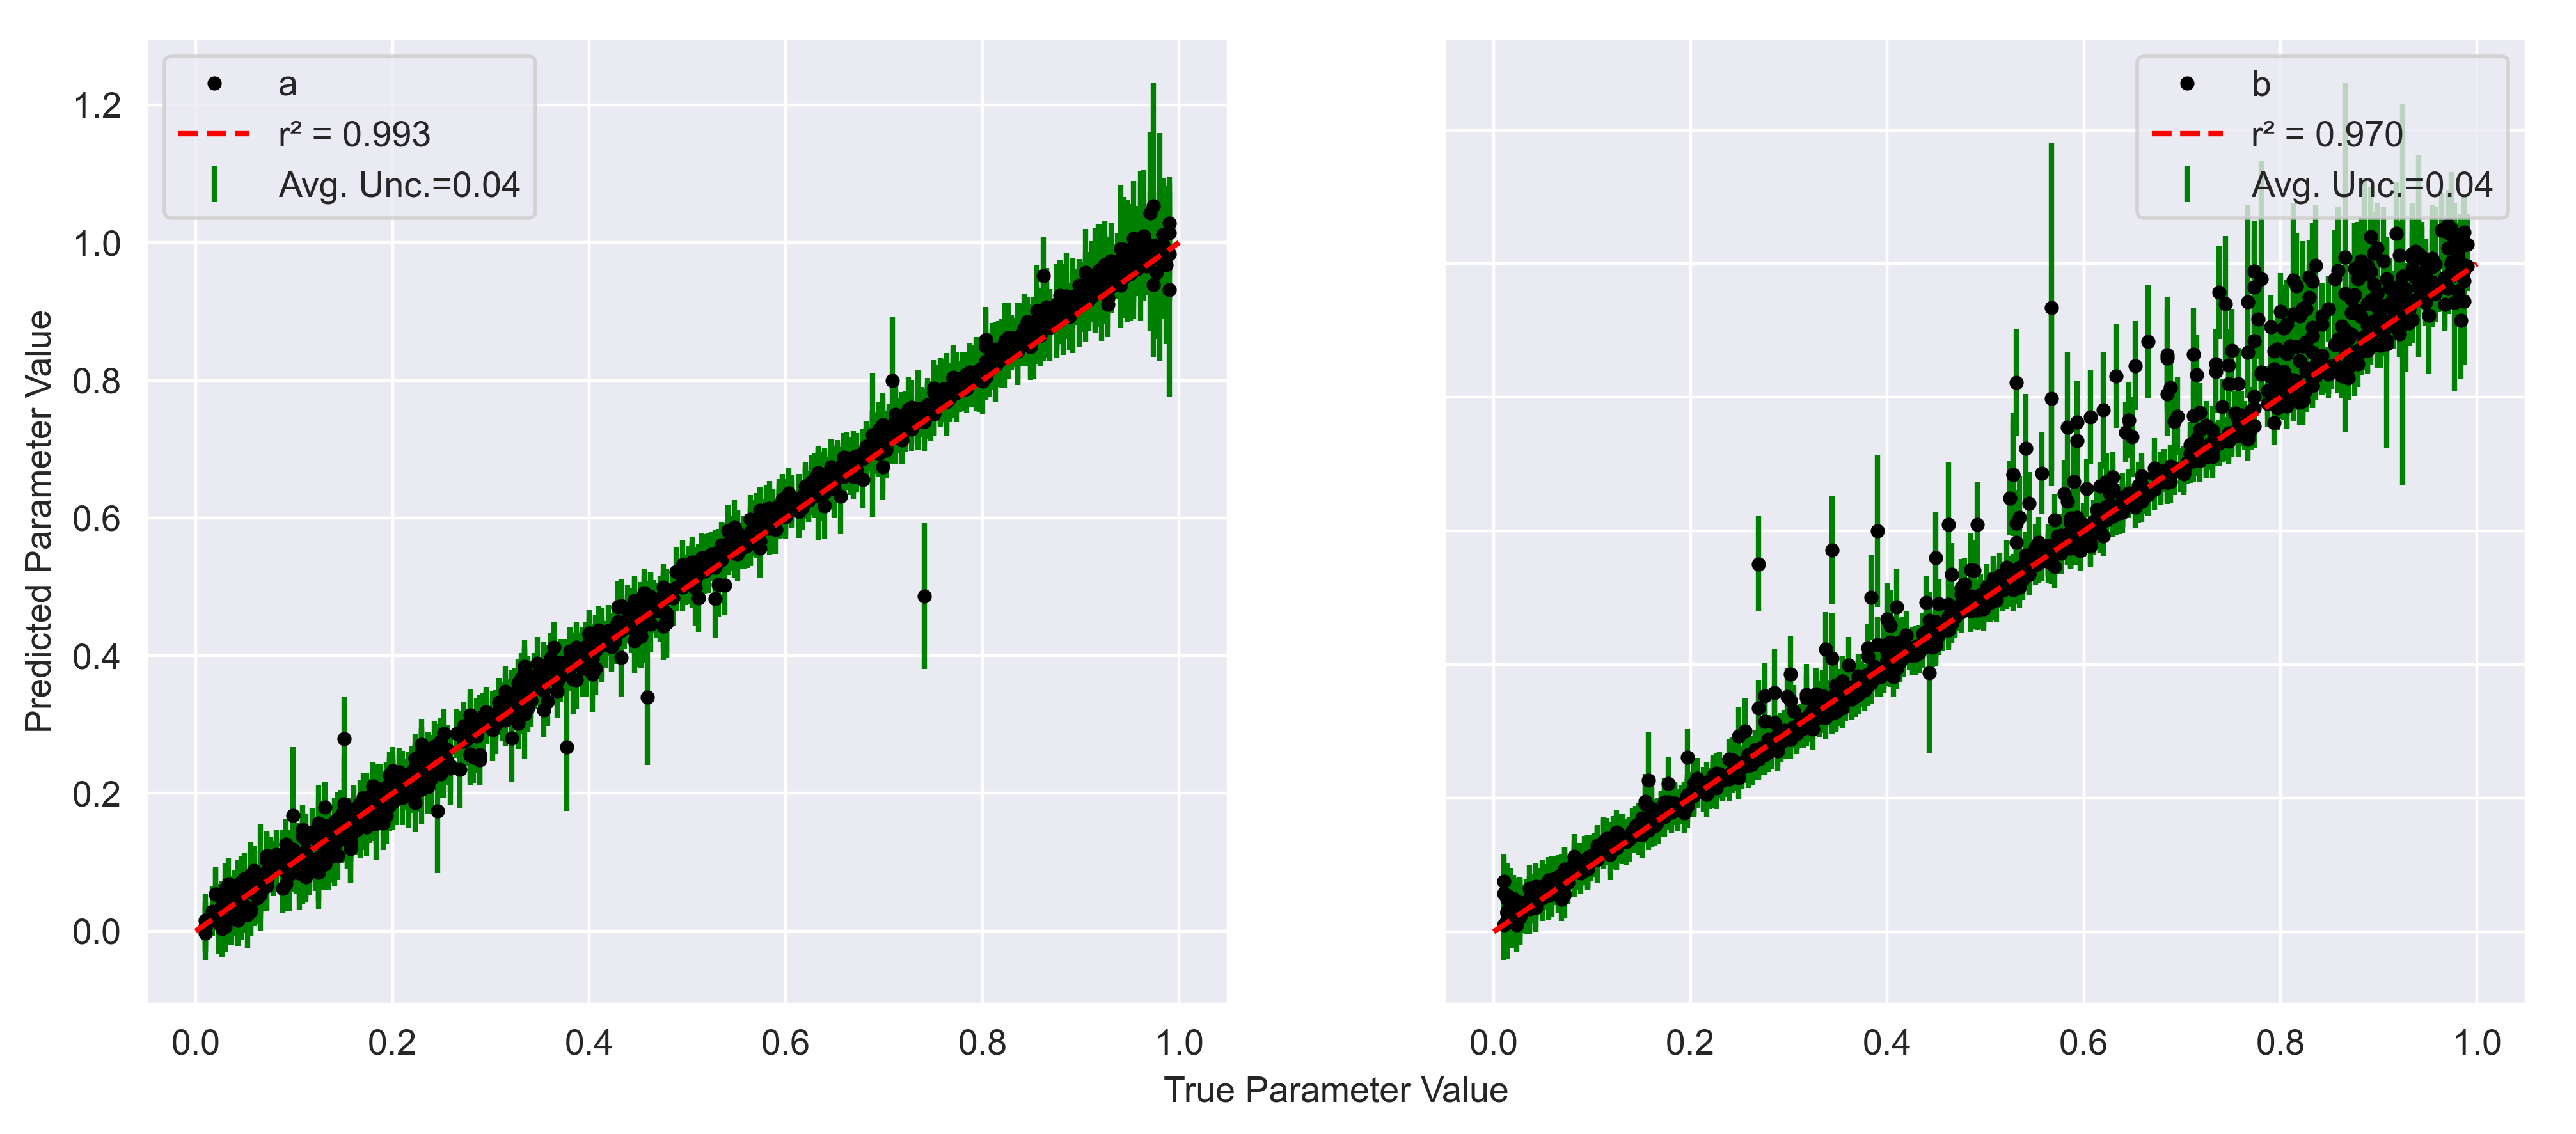 a
r² = 0.993
Avg. Unc.=0.04
b
r² = 0.970
Avg. Unc.=0.04
Predicted Parameter Value
1.2
1.0
0.8
0.6
0.4
0.2
0.0
0.0 0.2 0.4 0.6 0.8 1.0
0.0 0.2 0.4 0.6 0.8 1.0
True Parameter Value